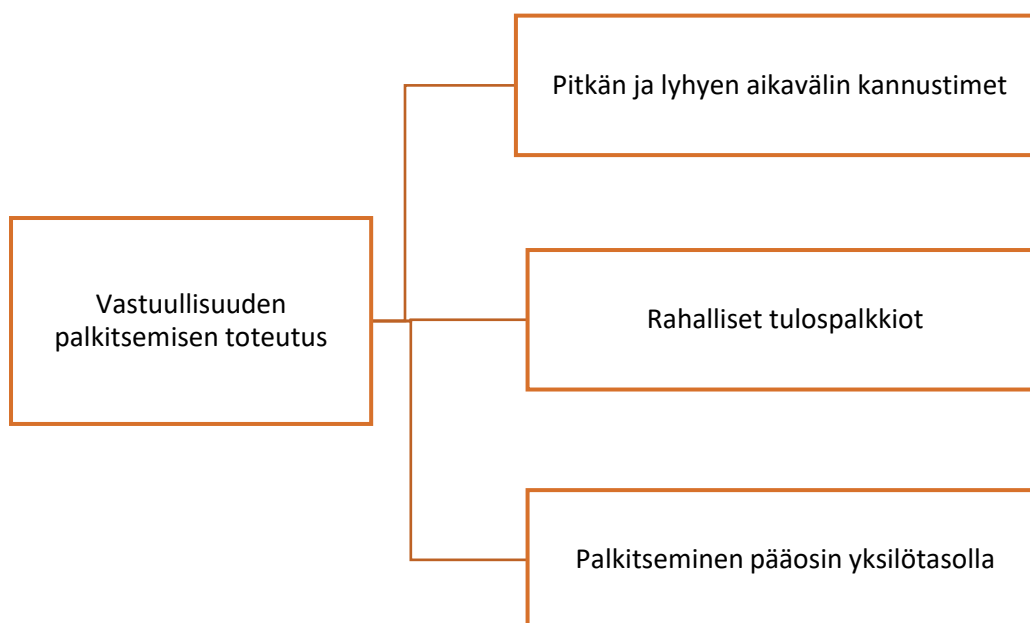 Pitkän ja lyhyen aikavälin kannustimet
Vastuullisuuden
palkitsemisen toteutus
Rahalliset tulospalkkiot
Palkitseminen pääosin yksilötasolla